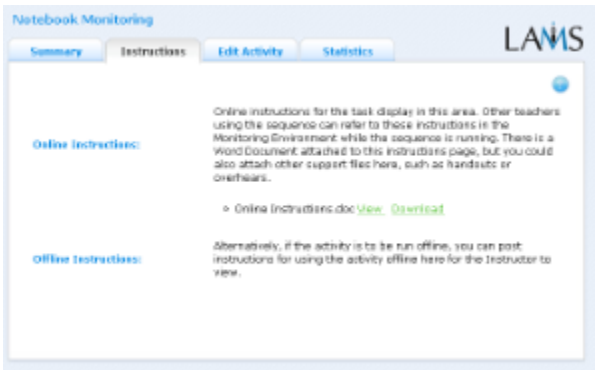 Notebook Monitoring
LAMS
Summary Instructions Edit Activity Statistics
Online instructions for the task display in this area. Other teachers
using the sequence can refer to these instructions in the
Monitoring Environment while the sequence is running. There is a
Online Instructions:
Word Document attached to this instructions page, but you could
also attach other support files here, such as handouts or
overhears.
Online Instructions.doc View Download
Alternatively, if the activity is to be run offline, you can post
Offline Instructions:
instructions for using the activity offline here for the Instructor to
view.